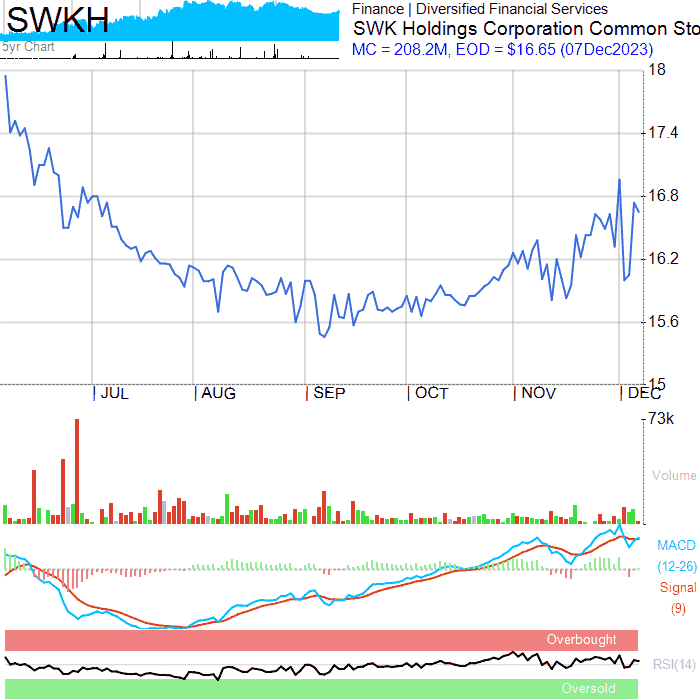 SWKH
5yr Chart
Finance | Diversified Financial Services
SWK Holdings Corporation Common Sto
MC = 208.2M, EOD = $16.65 (07Dec2023)
18
17.4
16.8
16.2
15.6
15
JUL AUG SEP OCT NOV DEC
73k
Volume
MACD
(12-26)
Signal
(9)
Overbought
RSI(14)
Oversold